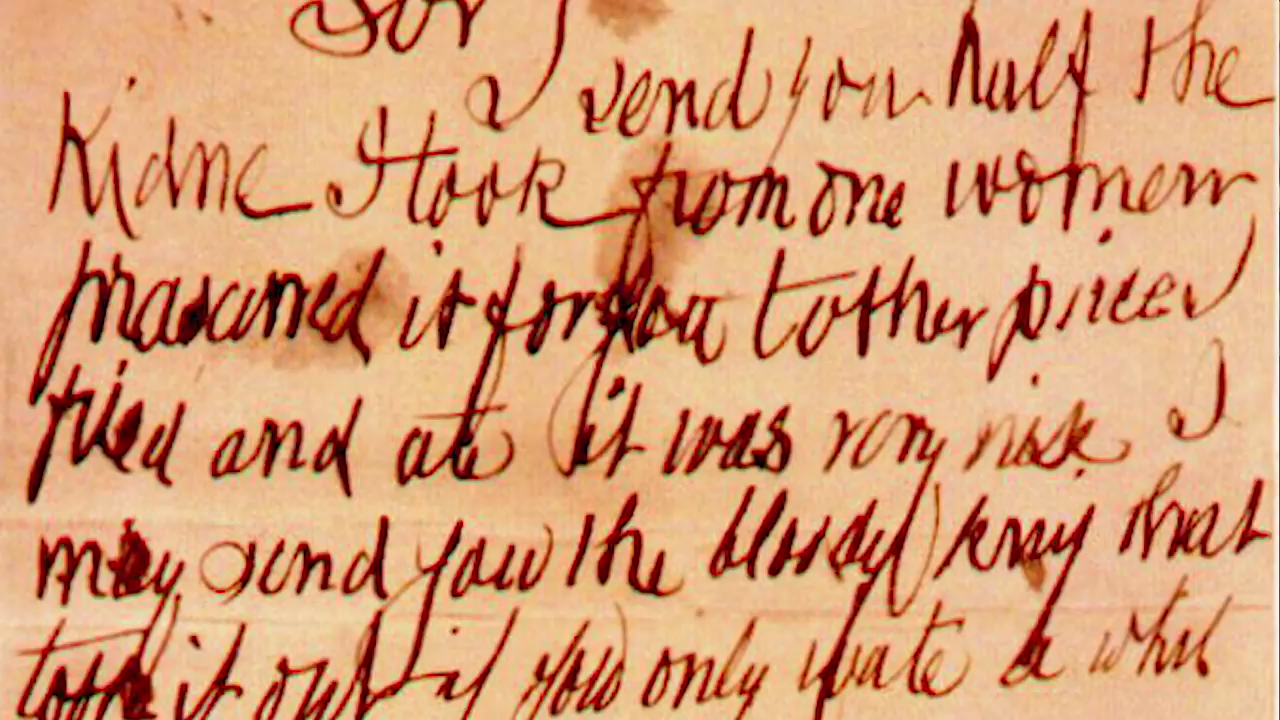 Sor
I send you half the
Kidne I took from one women
prasarved it for you tother piece I
fried and ate it was very nise I
may send you the bloody knif that
took it out if you only wate a whil